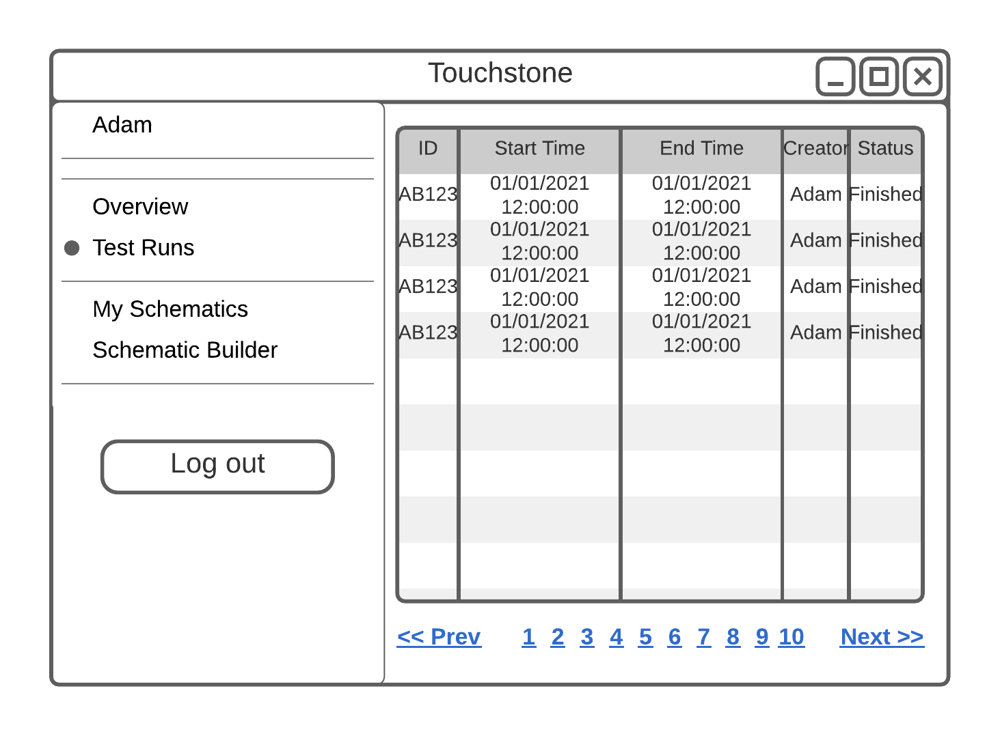 Touchstone
Adam
Overview
Test Runs
My Schematics
Schematic Builder
Log out
ID Start Time End Time Creator Status
AB123 01/01/2021 12:00:00 01/01/2021 12:00:00 Adam Finished
AB123 01/01/2021 12:00:00 01/01/2021 12:00:00 Adam Finished
AB123 01/01/2021 12:00:00 01/01/2021 12:00:00 Adam Finished
AB123 01/01/2021 12:00:00 01/01/2021 12:00:00 Adam Finished
<< Prev 1 2 3 4 5 6 7 8 9 10 Next >>